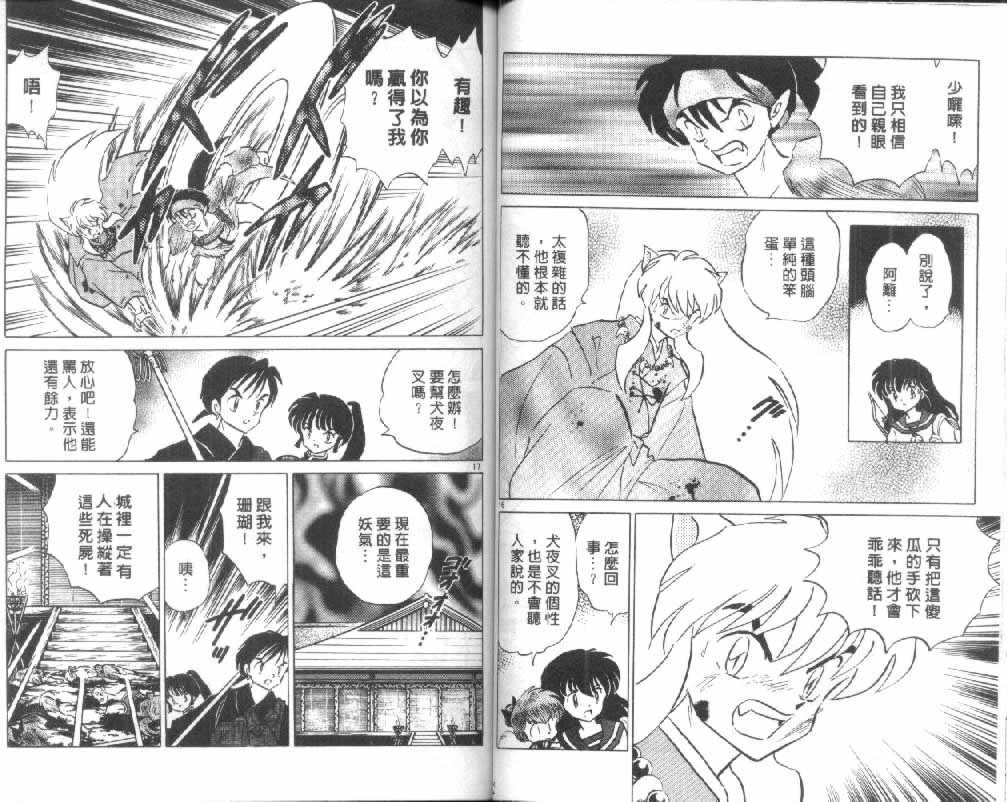 少囉嗦！
我只相信
自己親眼
看到的！
別說了，
阿難…
這種頭腦
單純的笨
蛋…
太複雜的話
，他根本就
聽不懂的。
只有把這傻
瓜的手砍下
來，他才會
乖乖聽話！
怎麼回
事…？
犬夜叉的個性
，也是不會聽
人家說的。
有趣！
你以為你
贏得了我
嗎？
唔！
怎麼辦！
要幫犬夜
叉嗎？
放心吧！還能
罵人，表示他
還有餘力。
17
現在最重
要的是這
妖氣…
ゴオオ…
跟我來，
珊瑚！
咦…
城裡一定有
人在操縱著
這些死屍！